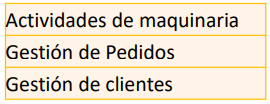 Actividades de maquinaria
Gestión de Pedidos
Gestión de clientes